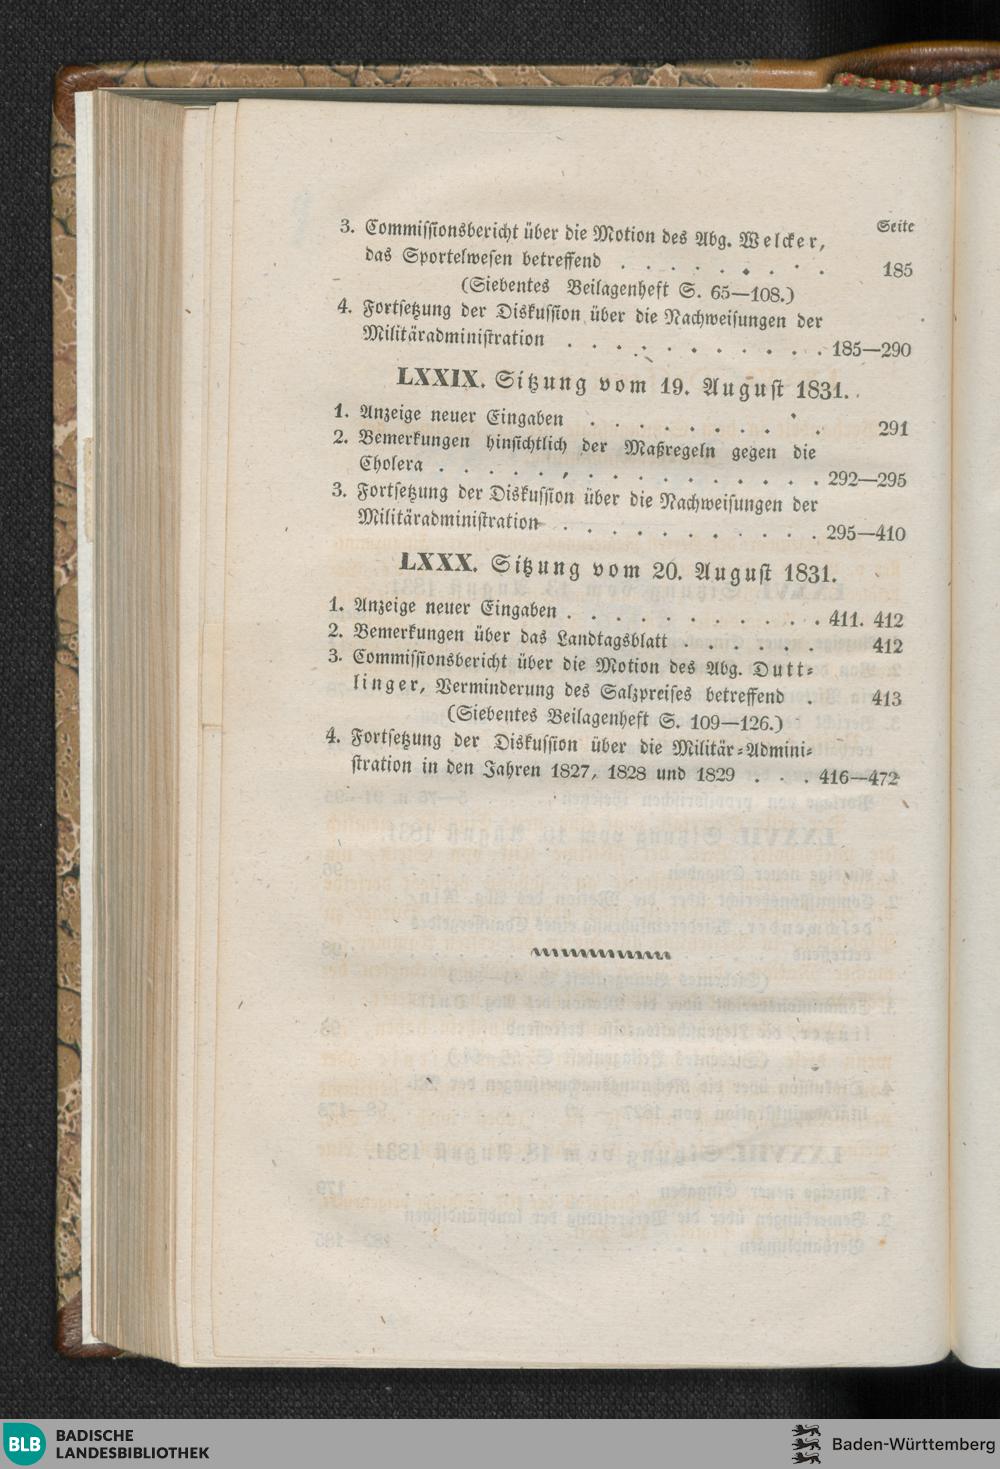 Seite
3. Commissionsbericht über die Motion des Abg. Welcker,
das Sportelwesen betreffend . . . . . . . . . 185
(Siebentes Beilagenheft S. 65—108.)
4. Fortsetzung der Diskussion über die Nachweisungen der
Militäradministration . . . . . . . . . . . 185—290
LXXIX. Sitzung vom 19. August 1831.
1. Anzeige neuer Eingaben . . . . . . . . . . 291
2. Bemerkungen hinsichtlich der Maßregeln gegen die
Cholera . . . . . . . . . . . . . . . . 292—295
3. Fortsetzung der Diskussion über die Nachweisungen der
Militäradministration . . . . . . . . . . . 295—410
LXXX. Sitzung vom 20. August 1831.
1. Anzeige neuer Eingaben . . . . . . . . . . . 411. 412
2. Bemerkungen über das Landtagsblatt . . . . . . 412
3. Commissionsbericht über die Motion des Abg. Dutt=
linger, Verminderung des Salzpreises betreffend . 413
(Siebentes Beilagenheft S. 109—126.)
4. Fortsetzung der Diskussion über die Militär=Admini=
stration in den Jahren 1827, 1828 und 1829 . . . 416—472
BLB BADISCHE
LANDESBIBLIOTHEK
Baden-Württemberg